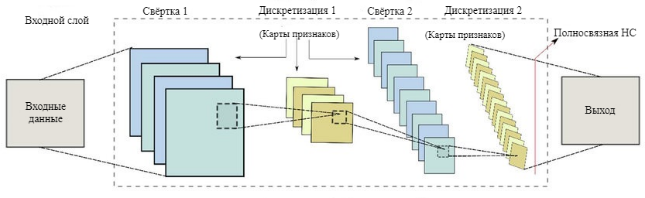 Входной слой
Свёртка 1
Дискретизация 1
(Карты признаков)
Свёртка 2
Дискретизация 2
(Карты признаков)
Полносвязная НС
Входные
данные
Выход